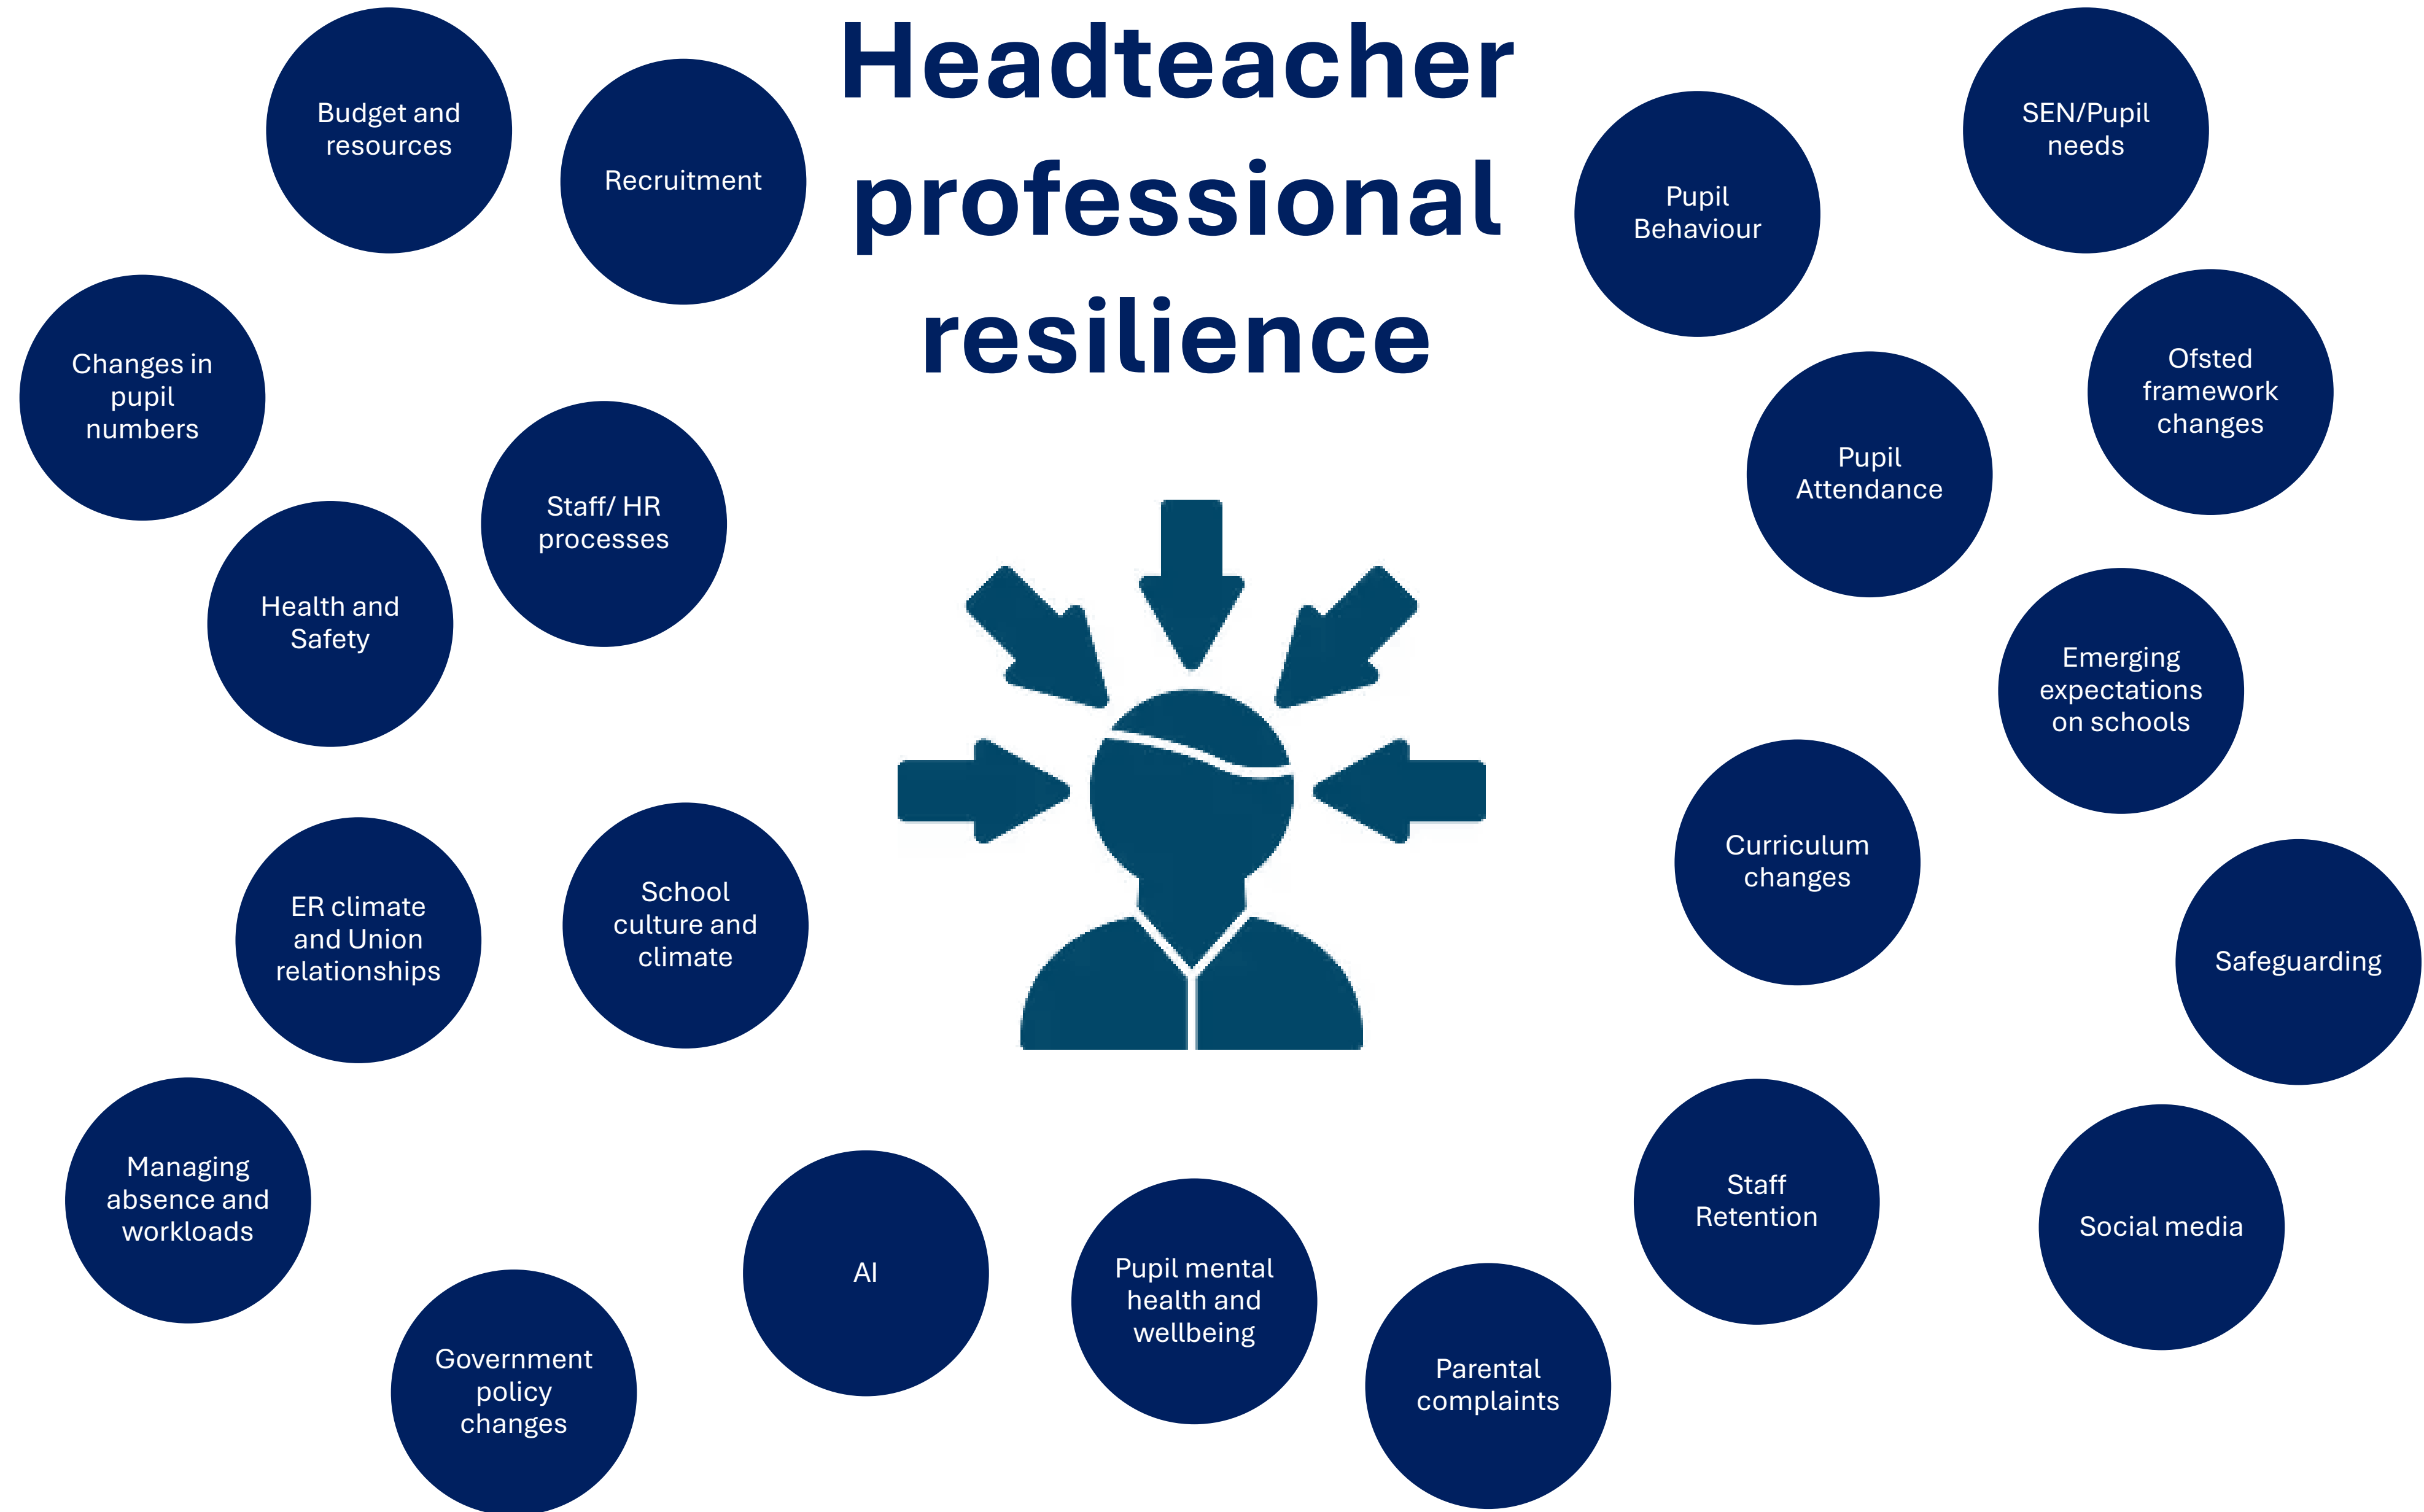 Headteacher
professional
resilience
Budget and
resources
Recruitment
Pupil
Behaviour
SEN/Pupil
needs
Changes in
pupil
numbers
Staff/ HR
processes
Pupil
Attendance
Ofsted
framework
changes
Health and
Safety
Emerging
expectations
on schools
ER climate
and Union
relationships
School
culture and
climate
Curriculum
changes
Safeguarding
Managing
absence and
workloads
Government
policy
changes
AI
Pupil mental
health and
wellbeing
Parental
complaints
Staff
Retention
Social media